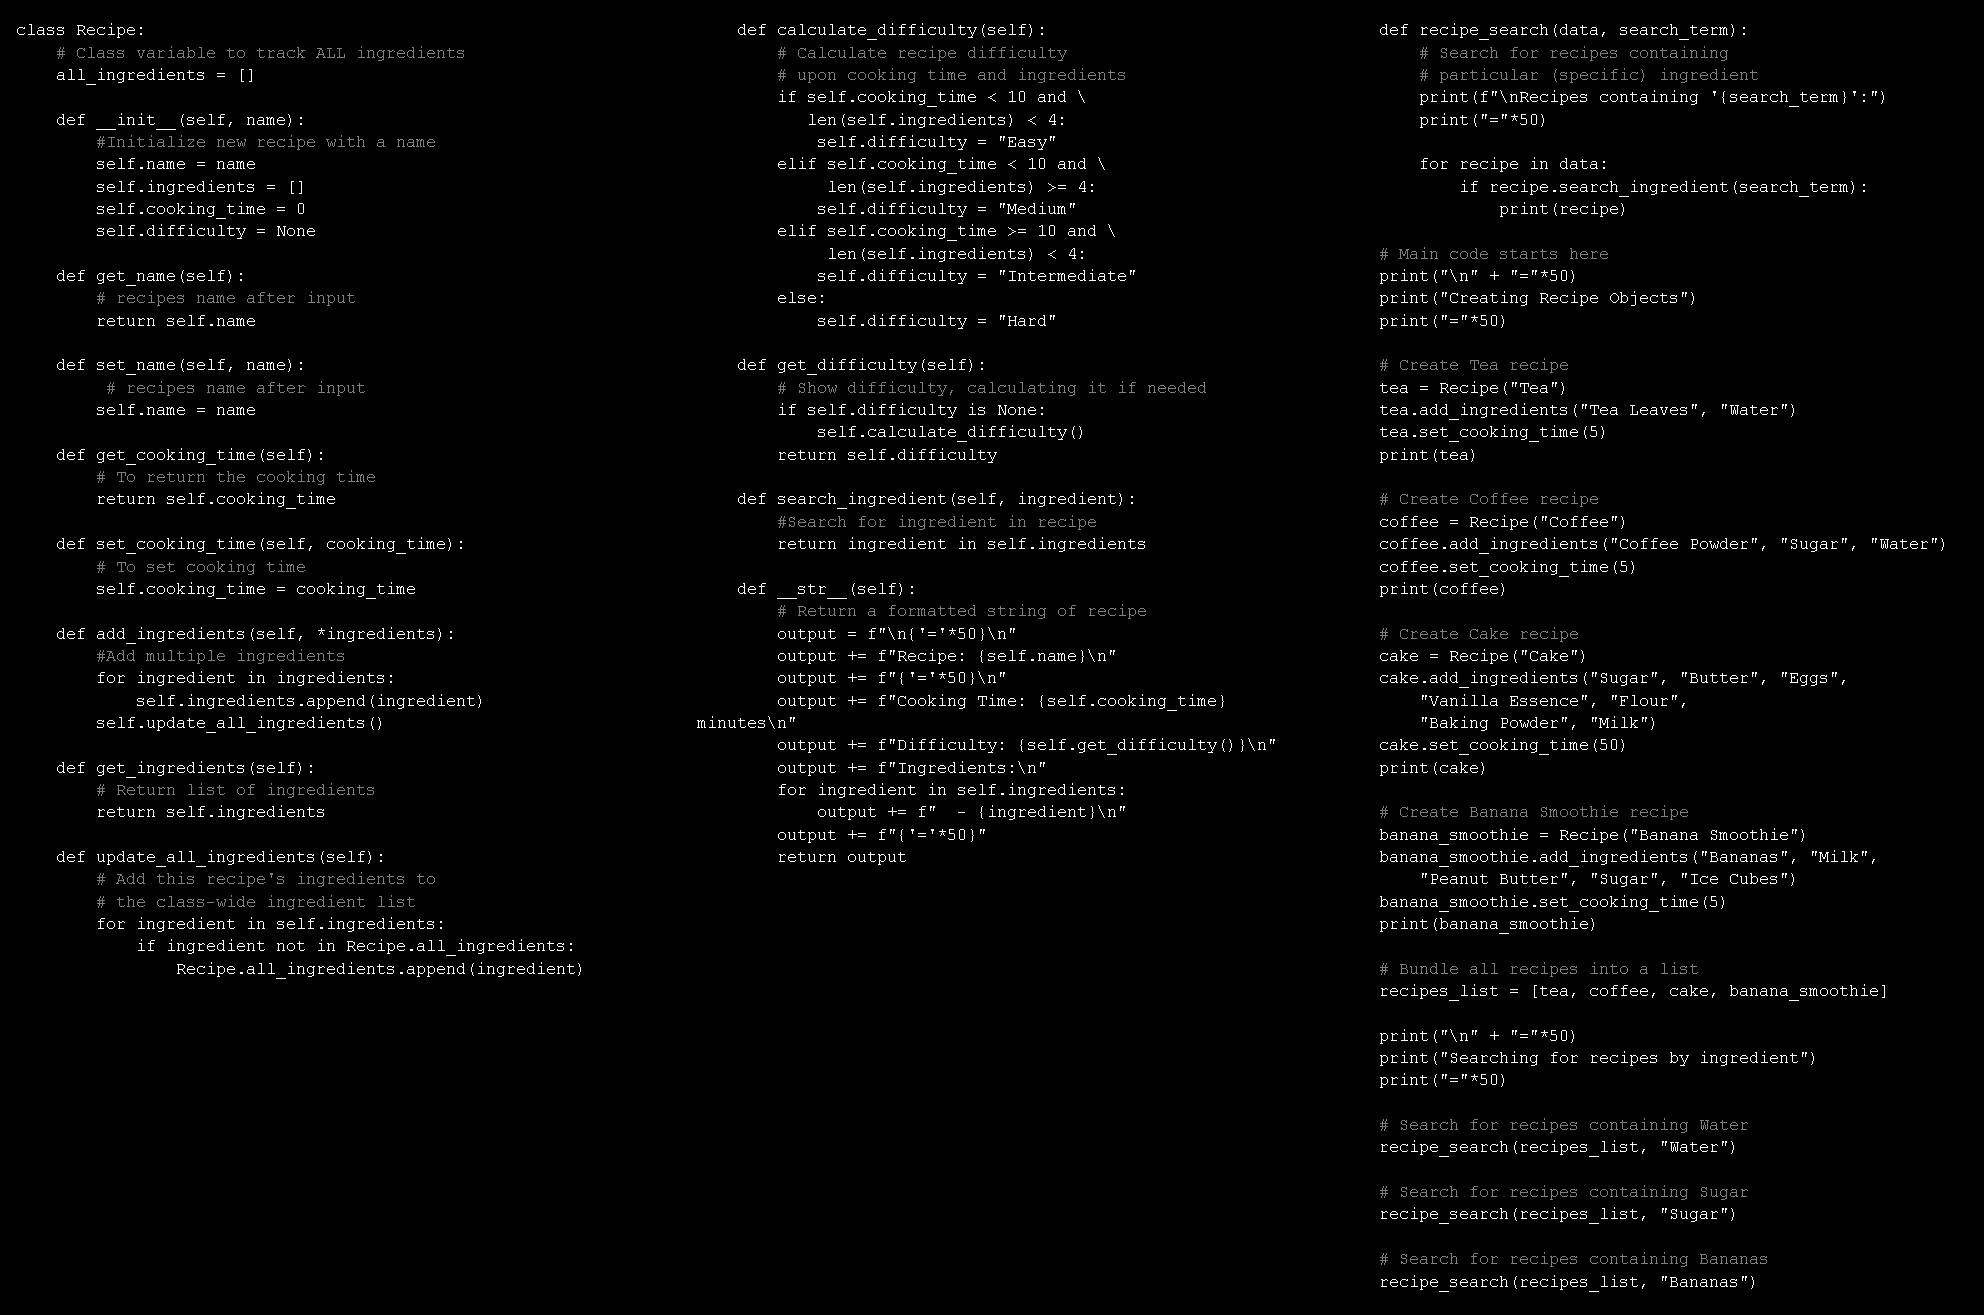 class Recipe:
    # Class variable to track ALL ingredients
    all_ingredients = []

    def __init__(self, name):
        #Initialize new recipe with a name
        self.name = name
        self.ingredients = []
        self.cooking_time = 0
        self.difficulty = None

    def get_name(self):
        # recipes name after input
        return self.name

    def set_name(self, name):
         # recipes name after input
        self.name = name

    def get_cooking_time(self):
        # To return the cooking time
        return self.cooking_time

    def set_cooking_time(self, cooking_time):
        # To set cooking time
        self.cooking_time = cooking_time

    def add_ingredients(self, *ingredients):
        #Add multiple ingredients
        for ingredient in ingredients:
            self.ingredients.append(ingredient)
        self.update_all_ingredients()

    def get_ingredients(self):
        # Return list of ingredients
        return self.ingredients

    def update_all_ingredients(self):
        # Add this recipe's ingredients to
        # the class-wide ingredient list
        for ingredient in self.ingredients:
            if ingredient not in Recipe.all_ingredients:
                Recipe.all_ingredients.append(ingredient)

    def calculate_difficulty(self):
        # Calculate recipe difficulty
        # upon cooking time and ingredients
        if self.cooking_time < 10 and \
           len(self.ingredients) < 4:
            self.difficulty = "Easy"
        elif self.cooking_time < 10 and \
             len(self.ingredients) >= 4:
            self.difficulty = "Medium"
        elif self.cooking_time >= 10 and \
             len(self.ingredients) < 4:
            self.difficulty = "Intermediate"
        else:
            self.difficulty = "Hard"

    def get_difficulty(self):
        # Show difficulty, calculating it if needed
        if self.difficulty is None:
            self.calculate_difficulty()
        return self.difficulty

    def search_ingredient(self, ingredient):
        #Search for ingredient in recipe
        return ingredient in self.ingredients

    def __str__(self):
        # Return a formatted string of recipe
        output = f"\n{'='*50}\n"
        output += f"Recipe: {self.name}\n"
        output += f"{'='*50}\n"
        output += f"Cooking Time: {self.cooking_time}
minutes\n"
        output += f"Difficulty: {self.get_difficulty()}\n"
        output += f"Ingredients:\n"
        for ingredient in self.ingredients:
            output += f"  - {ingredient}\n"
        output += f"{'='*50}"
        return output

def recipe_search(data, search_term):
    # Search for recipes containing
    # particular (specific) ingredient
    print(f"\nRecipes containing '{search_term}':")
    print("="*50)

    for recipe in data:
        if recipe.search_ingredient(search_term):
            print(recipe)

# Main code starts here
print("\n" + "="*50)
print("Creating Recipe Objects")
print("="*50)

# Create Tea recipe
tea = Recipe("Tea")
tea.add_ingredients("Tea Leaves", "Water")
tea.set_cooking_time(5)
print(tea)

# Create Coffee recipe
coffee = Recipe("Coffee")
coffee.add_ingredients("Coffee Powder", "Sugar", "Water")
coffee.set_cooking_time(5)
print(coffee)

# Create Cake recipe
cake = Recipe("Cake")
cake.add_ingredients("Sugar", "Butter", "Eggs",
    "Vanilla Essence", "Flour",
    "Baking Powder", "Milk")
cake.set_cooking_time(50)
print(cake)

# Create Banana Smoothie recipe
banana_smoothie = Recipe("Banana Smoothie")
banana_smoothie.add_ingredients("Bananas", "Milk",
    "Peanut Butter", "Sugar", "Ice Cubes")
banana_smoothie.set_cooking_time(5)
print(banana_smoothie)

# Bundle all recipes into a list
recipes_list = [tea, coffee, cake, banana_smoothie]

print("\n" + "="*50)
print("Searching for recipes by ingredient")
print("="*50)

# Search for recipes containing Water
recipe_search(recipes_list, "Water")

# Search for recipes containing Sugar
recipe_search(recipes_list, "Sugar")

# Search for recipes containing Bananas
recipe_search(recipes_list, "Bananas")